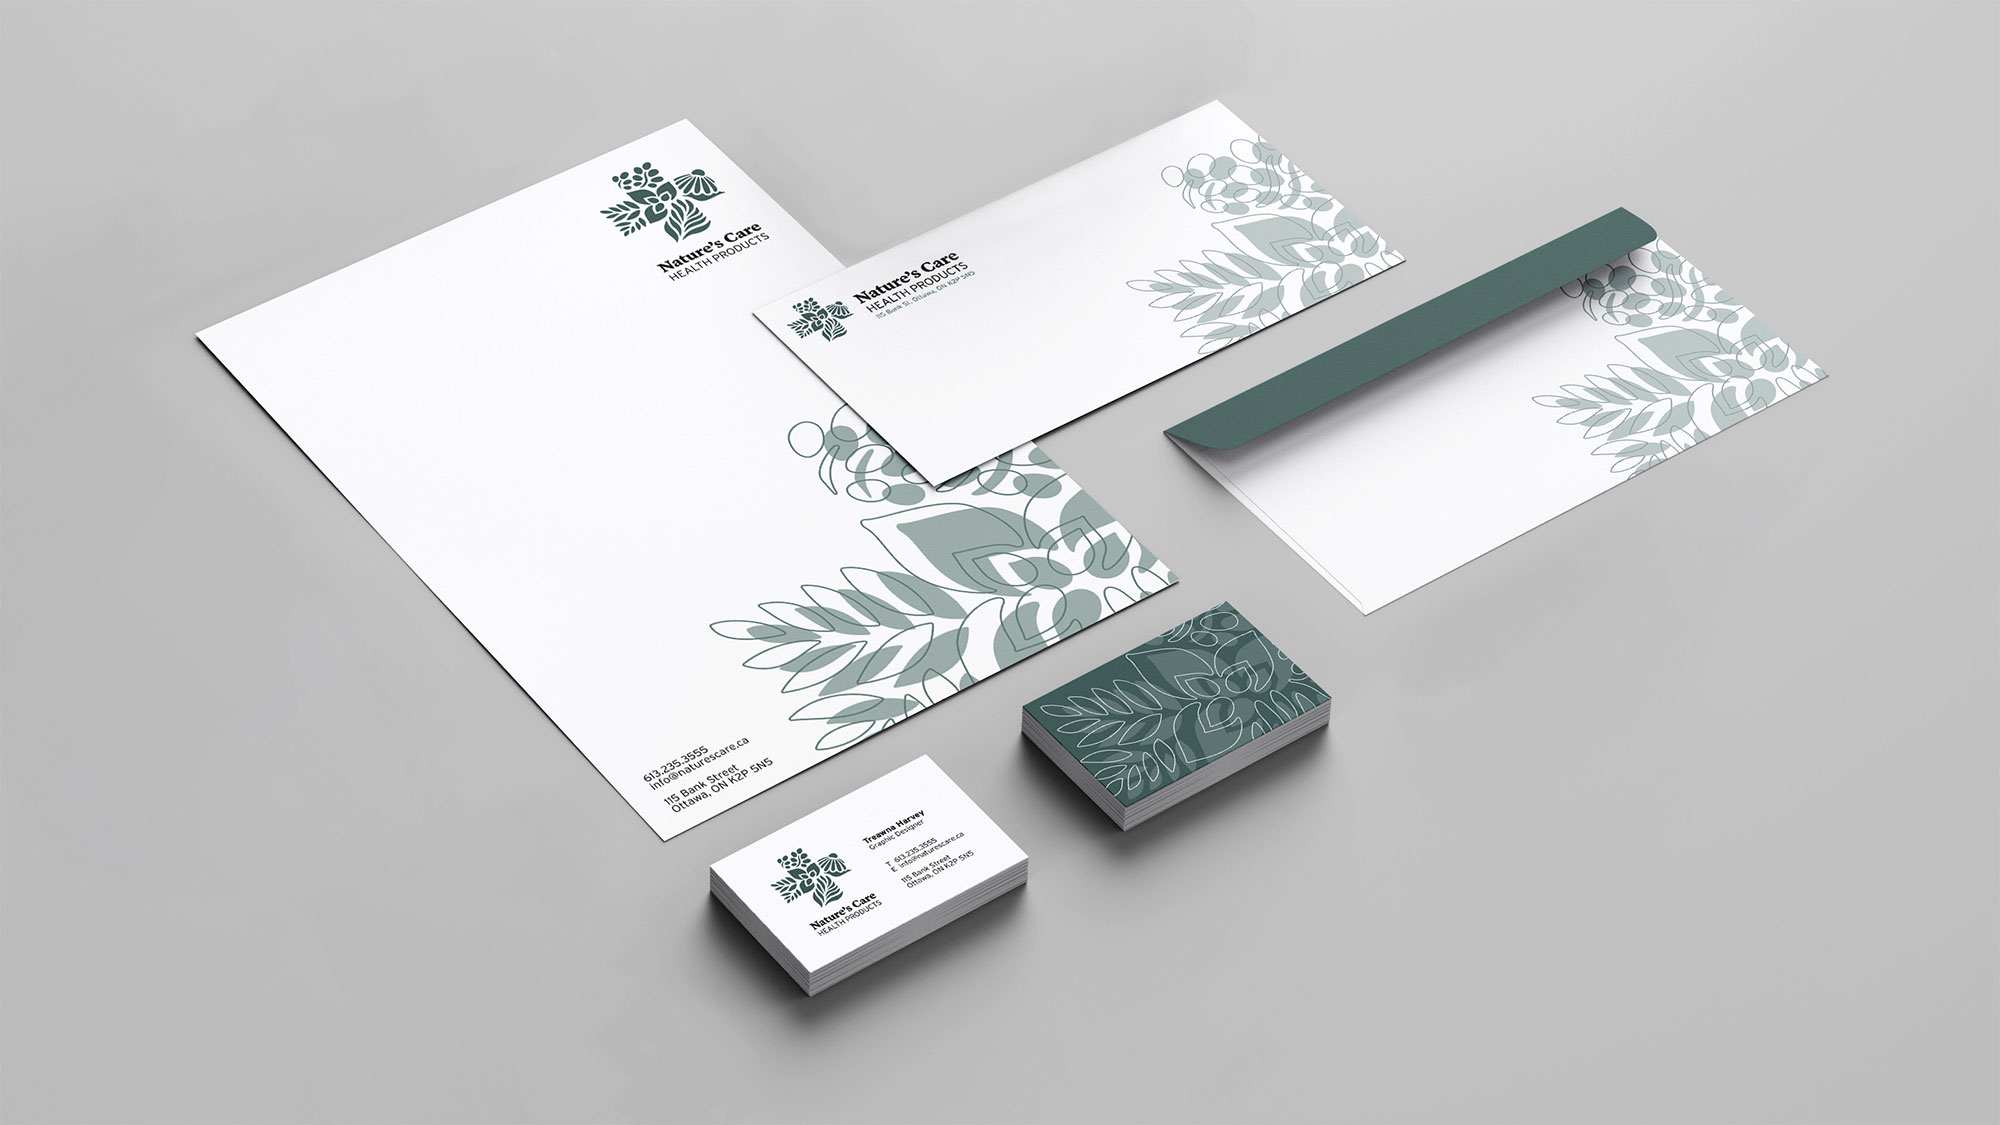 Nature's Care
HEALTH PRODUCTS
613.235.3555
info@naturescare.ca
115 Bank Street
Ottawa, ON K2P 5N5
Nature's Care
HEALTH PRODUCTS
115 Bank St, Ottawa, ON K2P 5N5
Nature's Care
HEALTH PRODUCTS
Treawna Harvey
Graphic Designer
T 613.235.3555
E info@naturescare.ca
115 Bank Street
Ottawa, ON K2P 5N5